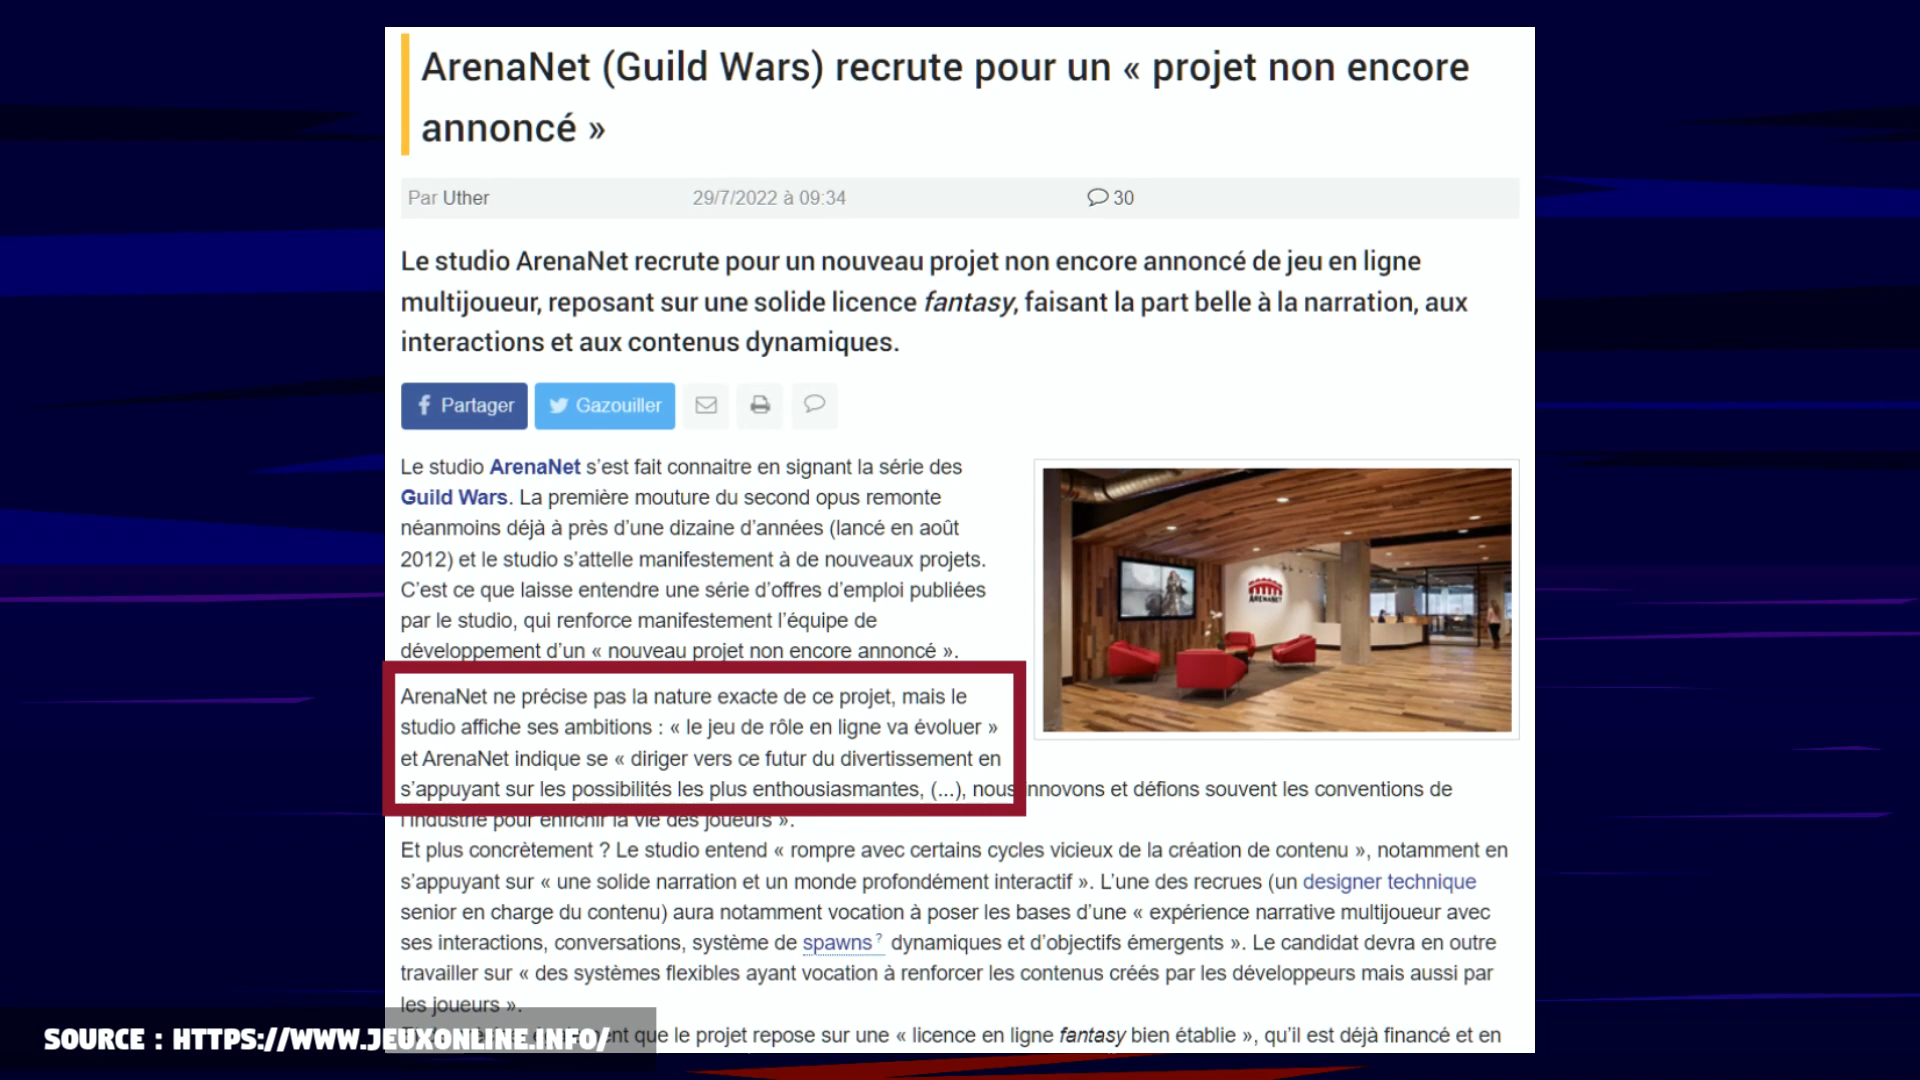 ArenaNet (Guild Wars) recrute pour un « projet non encore
annoncé »
Par Uther 29/7/2022 à 09:34 30
Le studio ArenaNet recrute pour un nouveau projet non encore annoncé de jeu en ligne
multijoueur, reposant sur une solide licence fantasy, faisant la part belle à la narration, aux
interactions et aux contenus dynamiques.
Partager Gazouiller
Le studio ArenaNet s’est fait connaitre en signant la série des
Guild Wars. La première mouture du second opus remonte
néanmoins déjà à près d’une dizaine d’années (lancé en août
2012) et le studio s’attelle manifestement à de nouveaux projets.
C’est ce que laisse entendre une série d’offres d’emploi publiées
par le studio, qui renforce manifestement l’équipe de
développement d’un « nouveau projet non encore annoncé ».
ARENANET
ArenaNet ne précise pas la nature exacte de ce projet, mais le
studio affiche ses ambitions : « le jeu de rôle en ligne va évoluer »
et ArenaNet indique se « diriger vers ce futur du divertissement en
s’appuyant sur les possibilités les plus enthousiasmantes, (...), nous innovons et défions souvent les conventions de
l’industrie pour enrichir la vie des joueurs ».
Et plus concrètement ? Le studio entend « rompre avec certains cycles vicieux de la création de contenu », notamment en
s’appuyant sur « une solide narration et un monde profondément interactif ». L’une des recrues (un designer technique
senior en charge du contenu) aura notamment vocation à poser les bases d’une « expérience narrative multijoueur avec
ses interactions, conversations, système de spawns ? dynamiques et d’objectifs émergents ». Le candidat devra en outre
travailler sur « des systèmes flexibles ayant vocation à renforcer les contenus créés par les développeurs mais aussi par
les joueurs ».
que le projet repose sur une « licence en ligne fantasy bien établie », qu’il est déjà financé et en
SOURCE : HTTPS://WWW.JEUXONLINE.INFO/